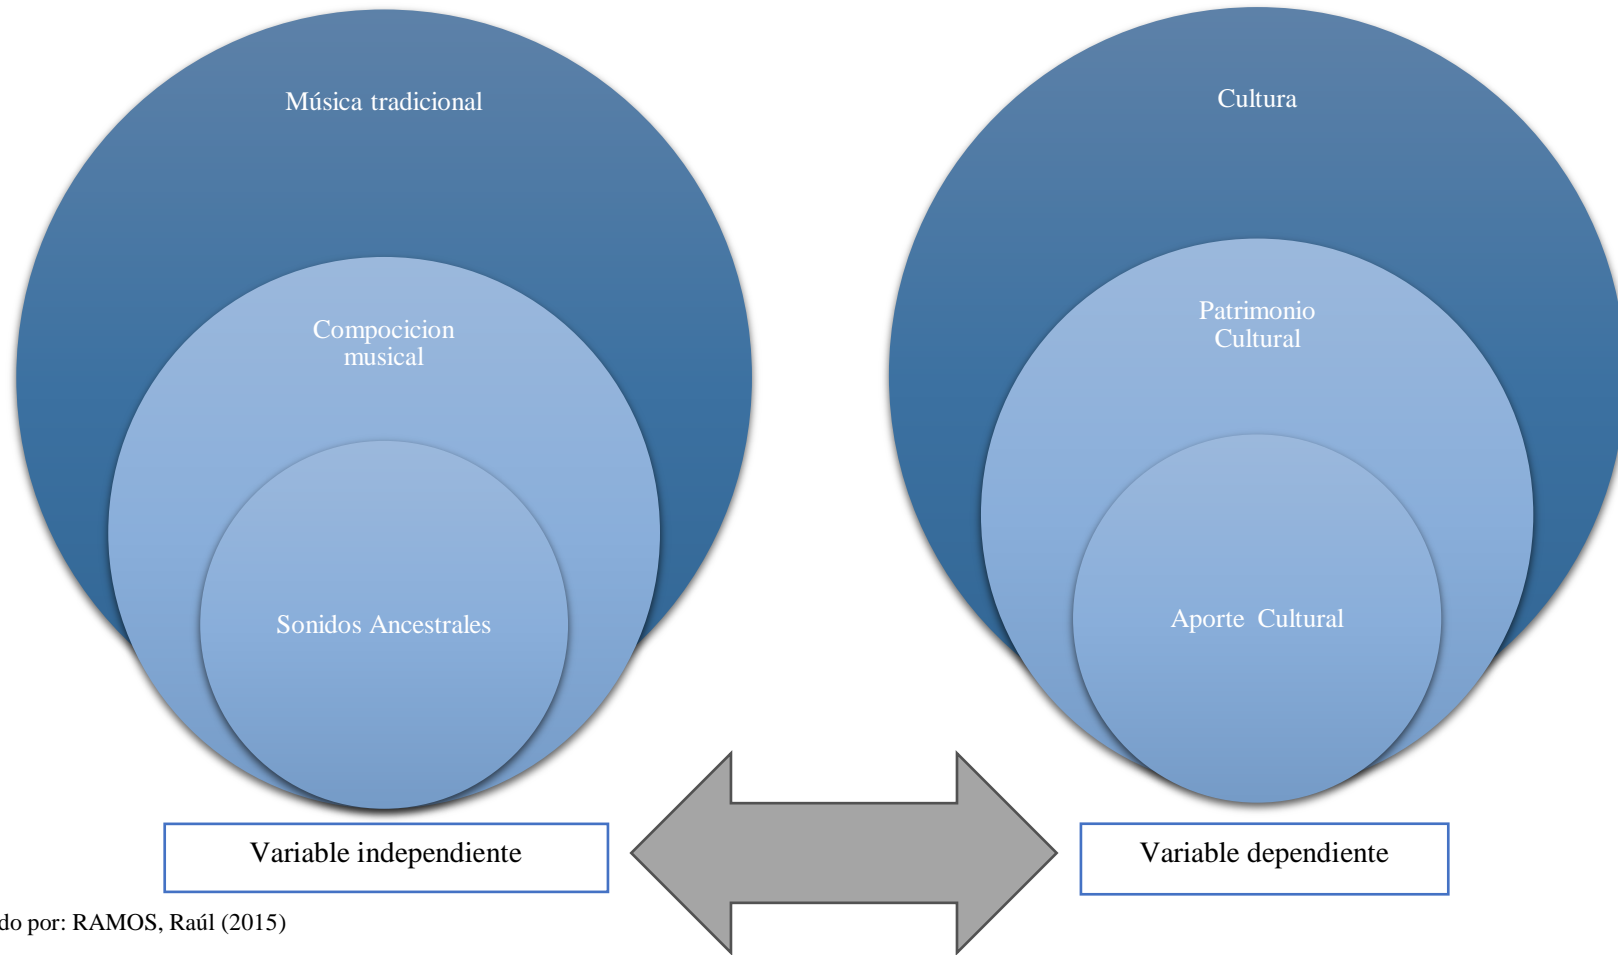 Música tradicional
Compocicion
musical
Sonidos Ancestrales
Cultura
Patrimonio
Cultural
Aporte Cultural
Variable independiente
Variable dependiente
do por: RAMOS, Raúl (2015)